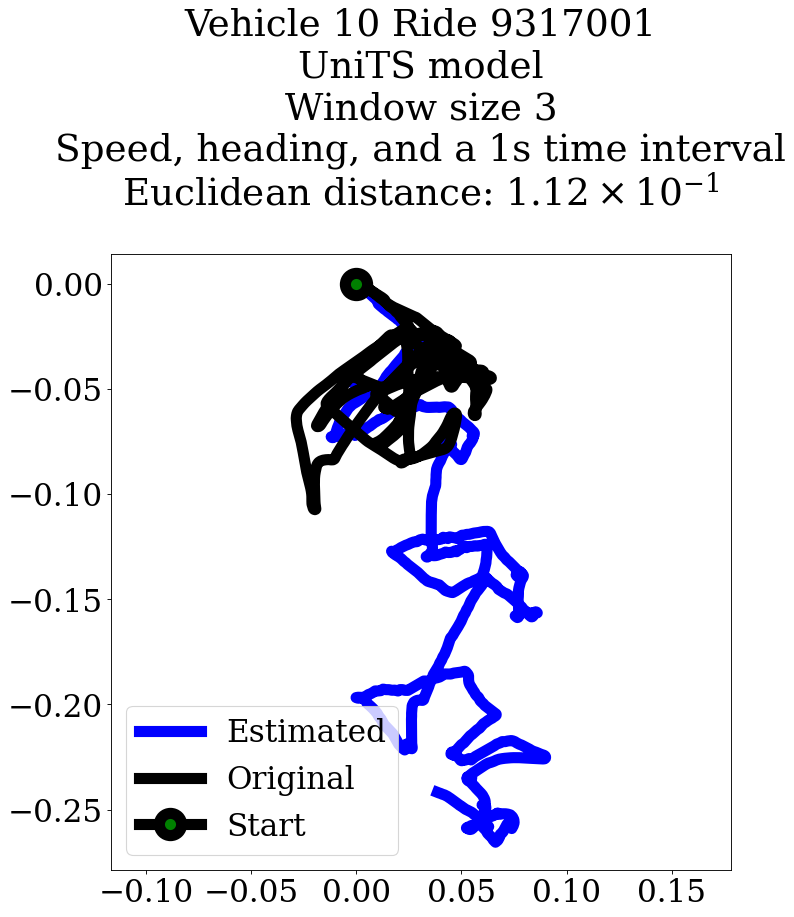 Vehicle 10 Ride 9317001
UniTS model
Window size 3
Speed, heading, and a 1s time interval
Euclidean distance: 1.12 × 10⁻¹
0.00
−0.05
−0.10
−0.15
−0.20
−0.25
Estimated
Original
Start
−0.10 −0.05 0.00 0.05 0.10 0.15